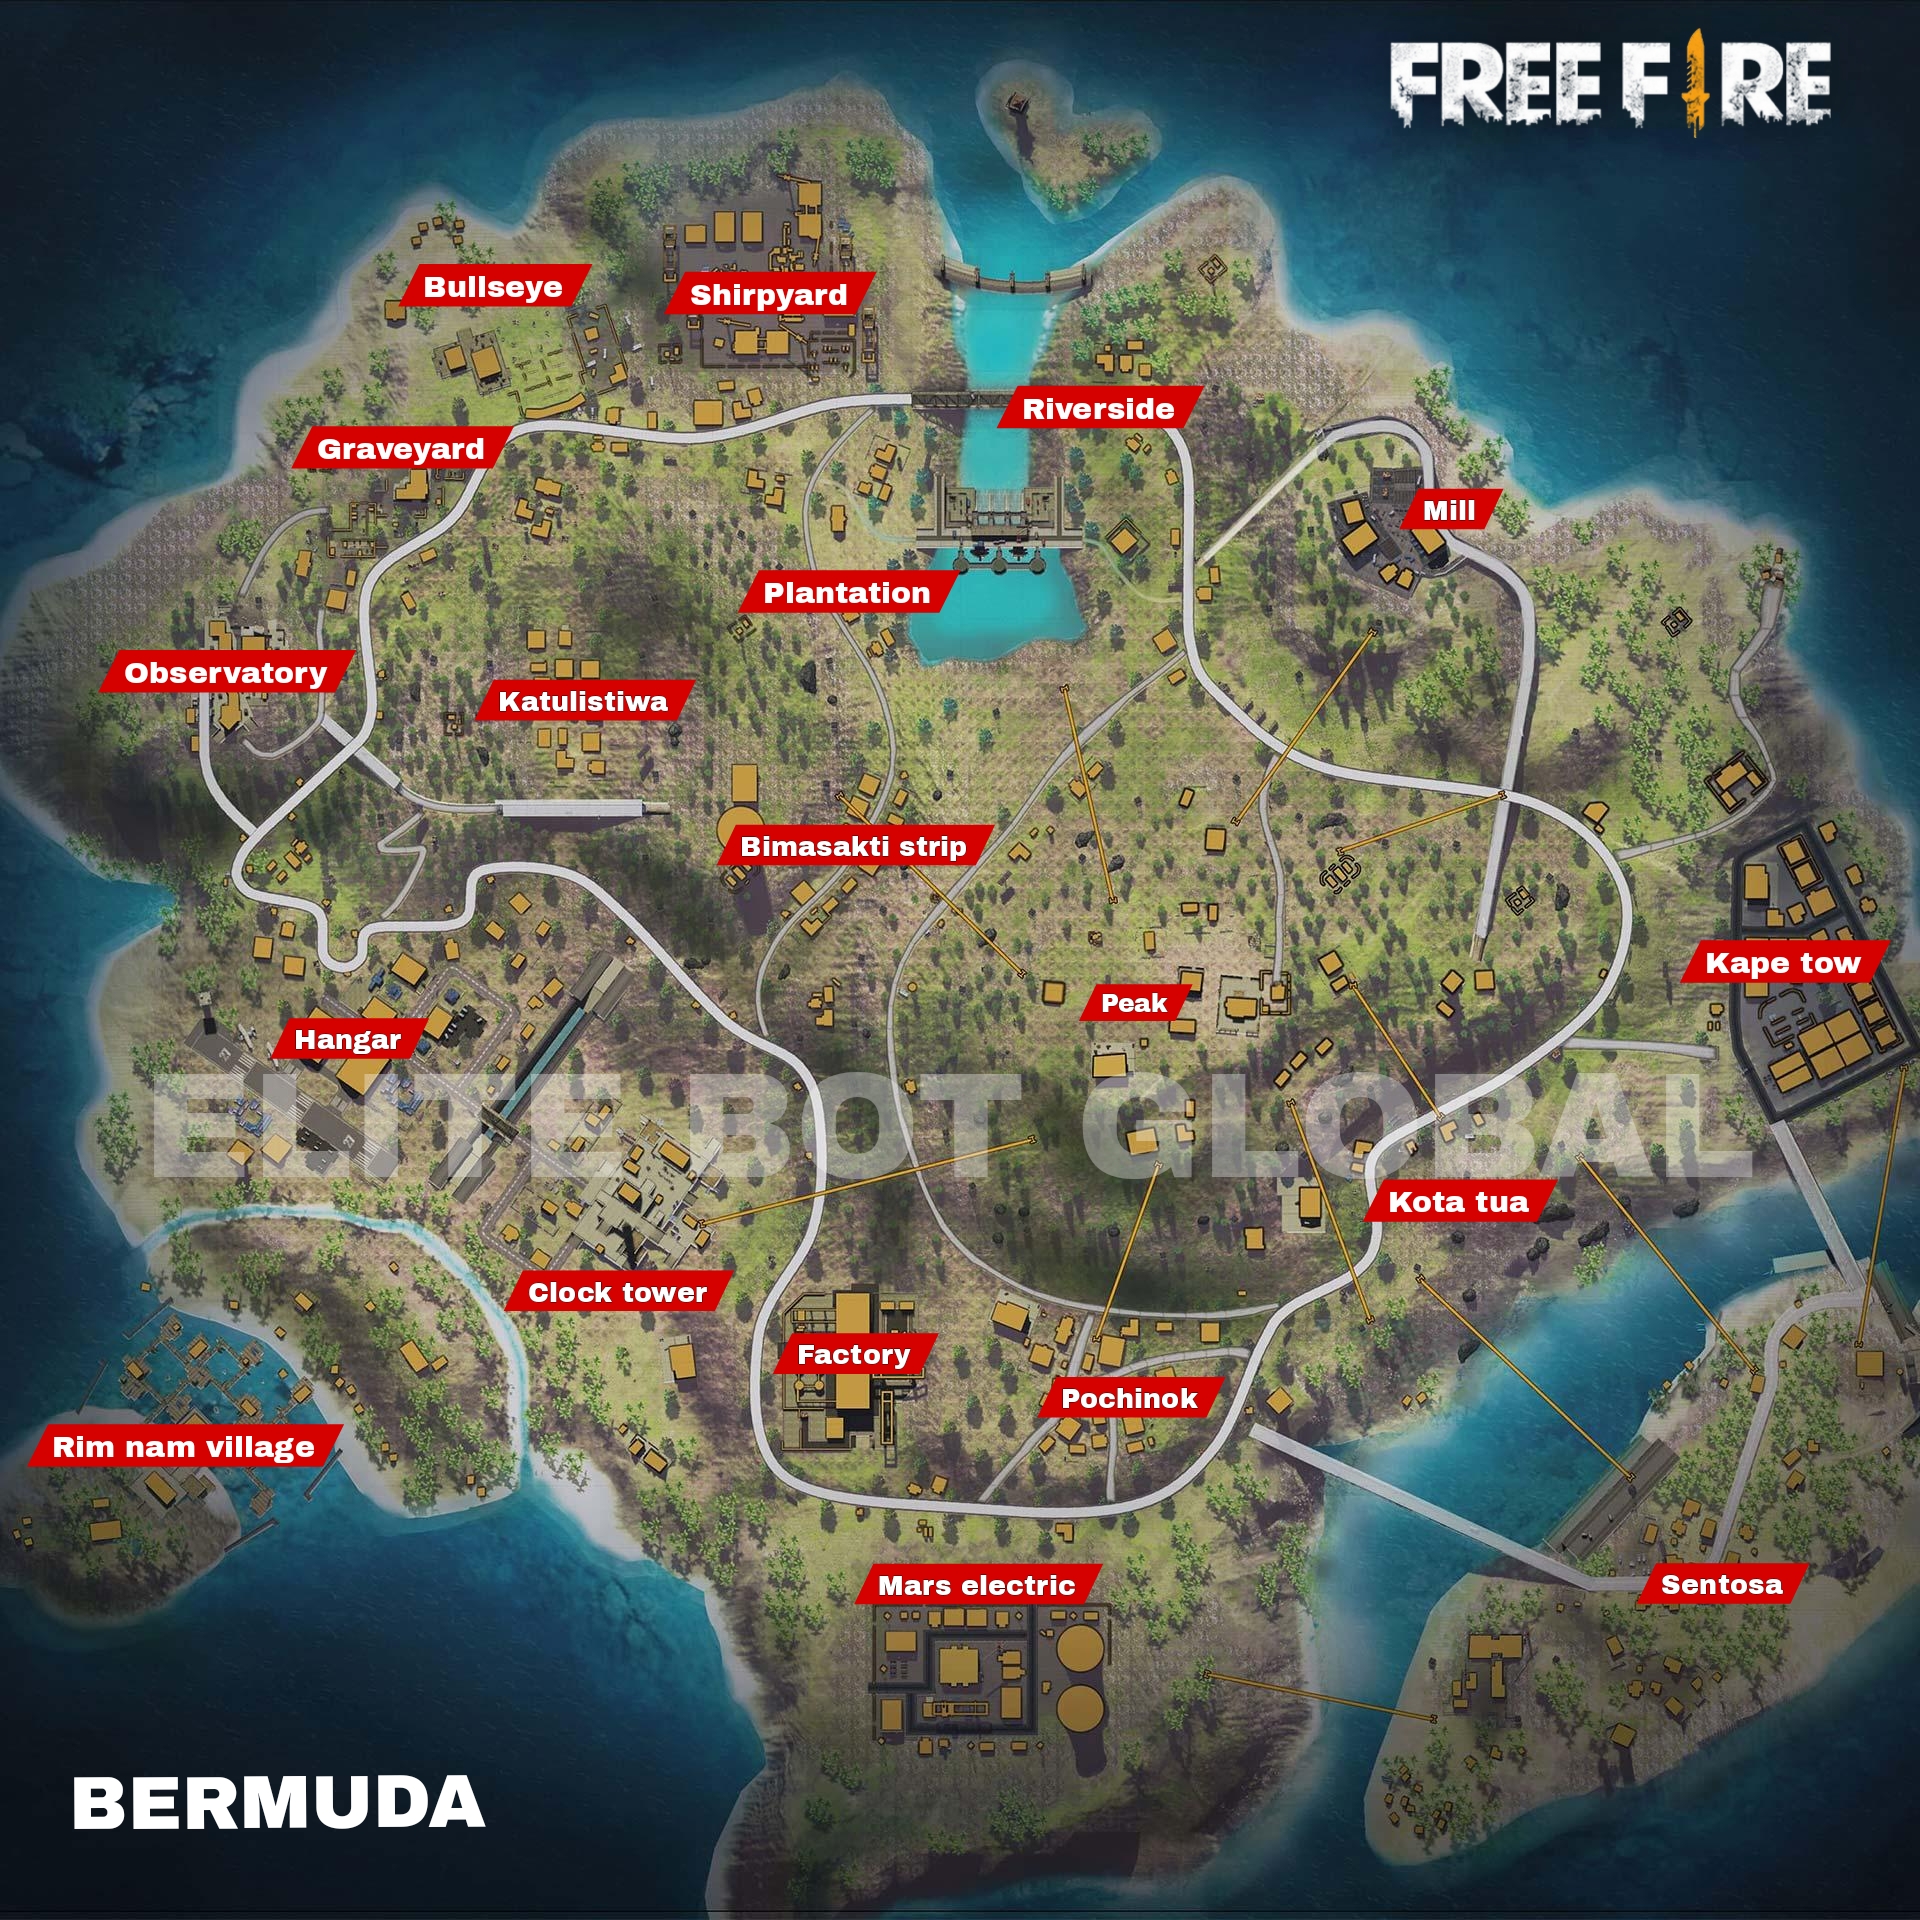 FREE FIRE
Bullseye
Shirpyard
Riverside
Graveyard
Mill
Plantation
Observatory
Katulistiwa
Bimasakti strip
Kape tow
Peak
Hangar
ELITE BOT GLOBAL
Kota tua
Clock tower
Factory
Pochinok
Rim nam village
Mars electric
Sentosa
BERMUDA